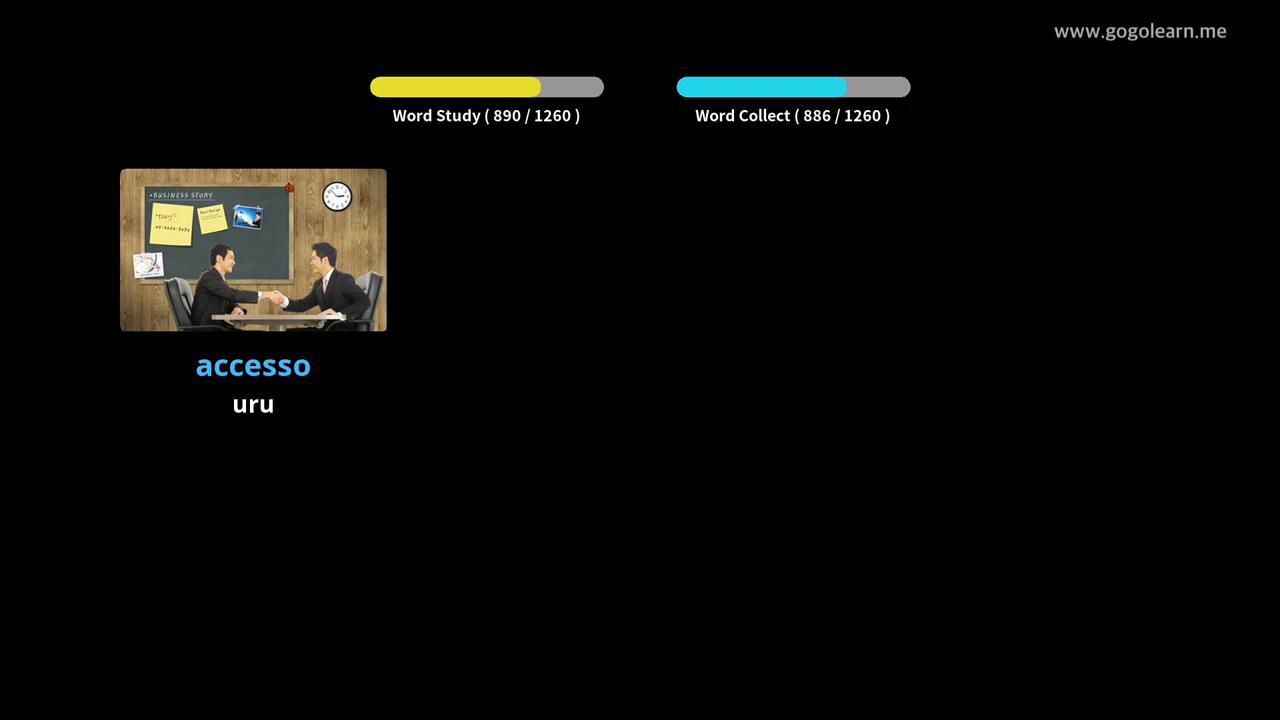 www.gogolearn.me
Word Study ( 890 / 1260 )
Word Collect ( 886 / 1260 )
BUSINESS STORY
accesso
uru